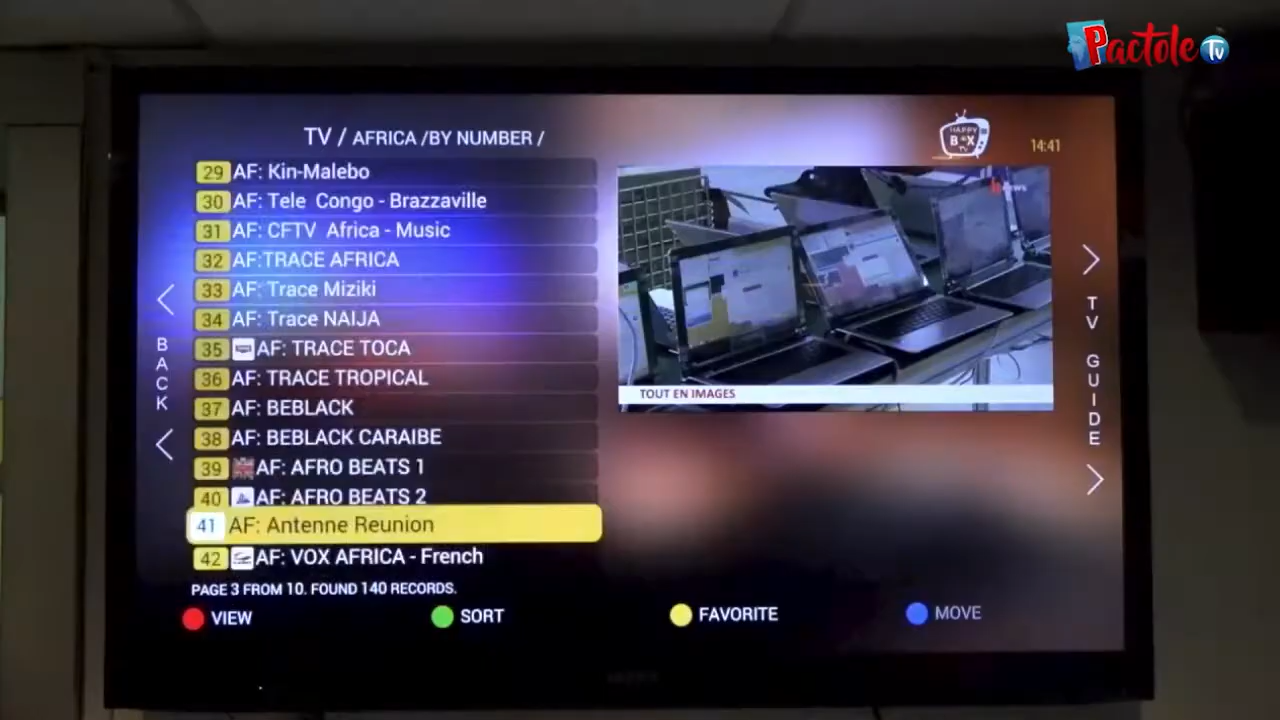 Pactole Tv
TV / AFRICA /BY NUMBER /
HAPPY
BOX
TV
14:41
29 AF: Kin-Malebo
30 AF: Tele Congo - Brazzaville
31 AF: CFTV Africa - Music
32 AF:TRACE AFRICA
33 AF: Trace Miziki
34 AF: Trace NAIJA
35 AF: TRACE TOCA
36 AF: TRACE TROPICAL
37 AF: BEBLACK
38 AF: BEBLACK CARAIBE
39 AF: AFRO BEATS 1
40 AF: AFRO BEATS 2
41 AF: Antenne Reunion
42 AF: VOX AFRICA - French
BACK
News
TOUT EN IMAGES
TV GUIDE
PAGE 3 FROM 10. FOUND 140 RECORDS.
VIEW
SORT
FAVORITE
MOVE